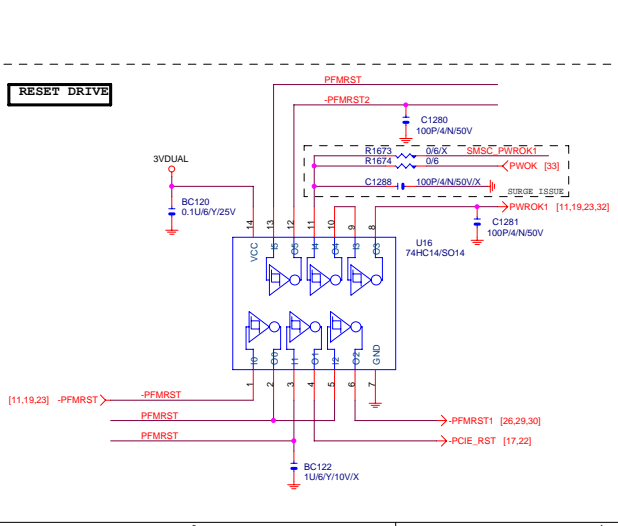 PFMRST
RESET DRIVE
-PFMRST2
C1280
100P/4/N/50V
R1673 0/6/X SMSC_PWROK1
3VDUAL
R1674 0/6 PWOK [33]
C1288 100P/4/N/50V/X
SURGE ISSUE
BC120
0.1U/6/Y/25V
PWROK1 [11,19,23,32]
C1281
100P/4/N/50V
14 13 12 11 10 9 8
U16
74HC14/SO14
VCC I5 O5 I4 O4 I3 O3
I0 O0 I1 O1 I2 O2 GND
1 2 3 4 5 6 7
[11,19,23] -PFMRST -PFMRST
PFMRST
-PFMRST1 [26,29,30]
PFMRST
-PCIE_RST [17,22]
BC122
1U/6/Y/10V/X